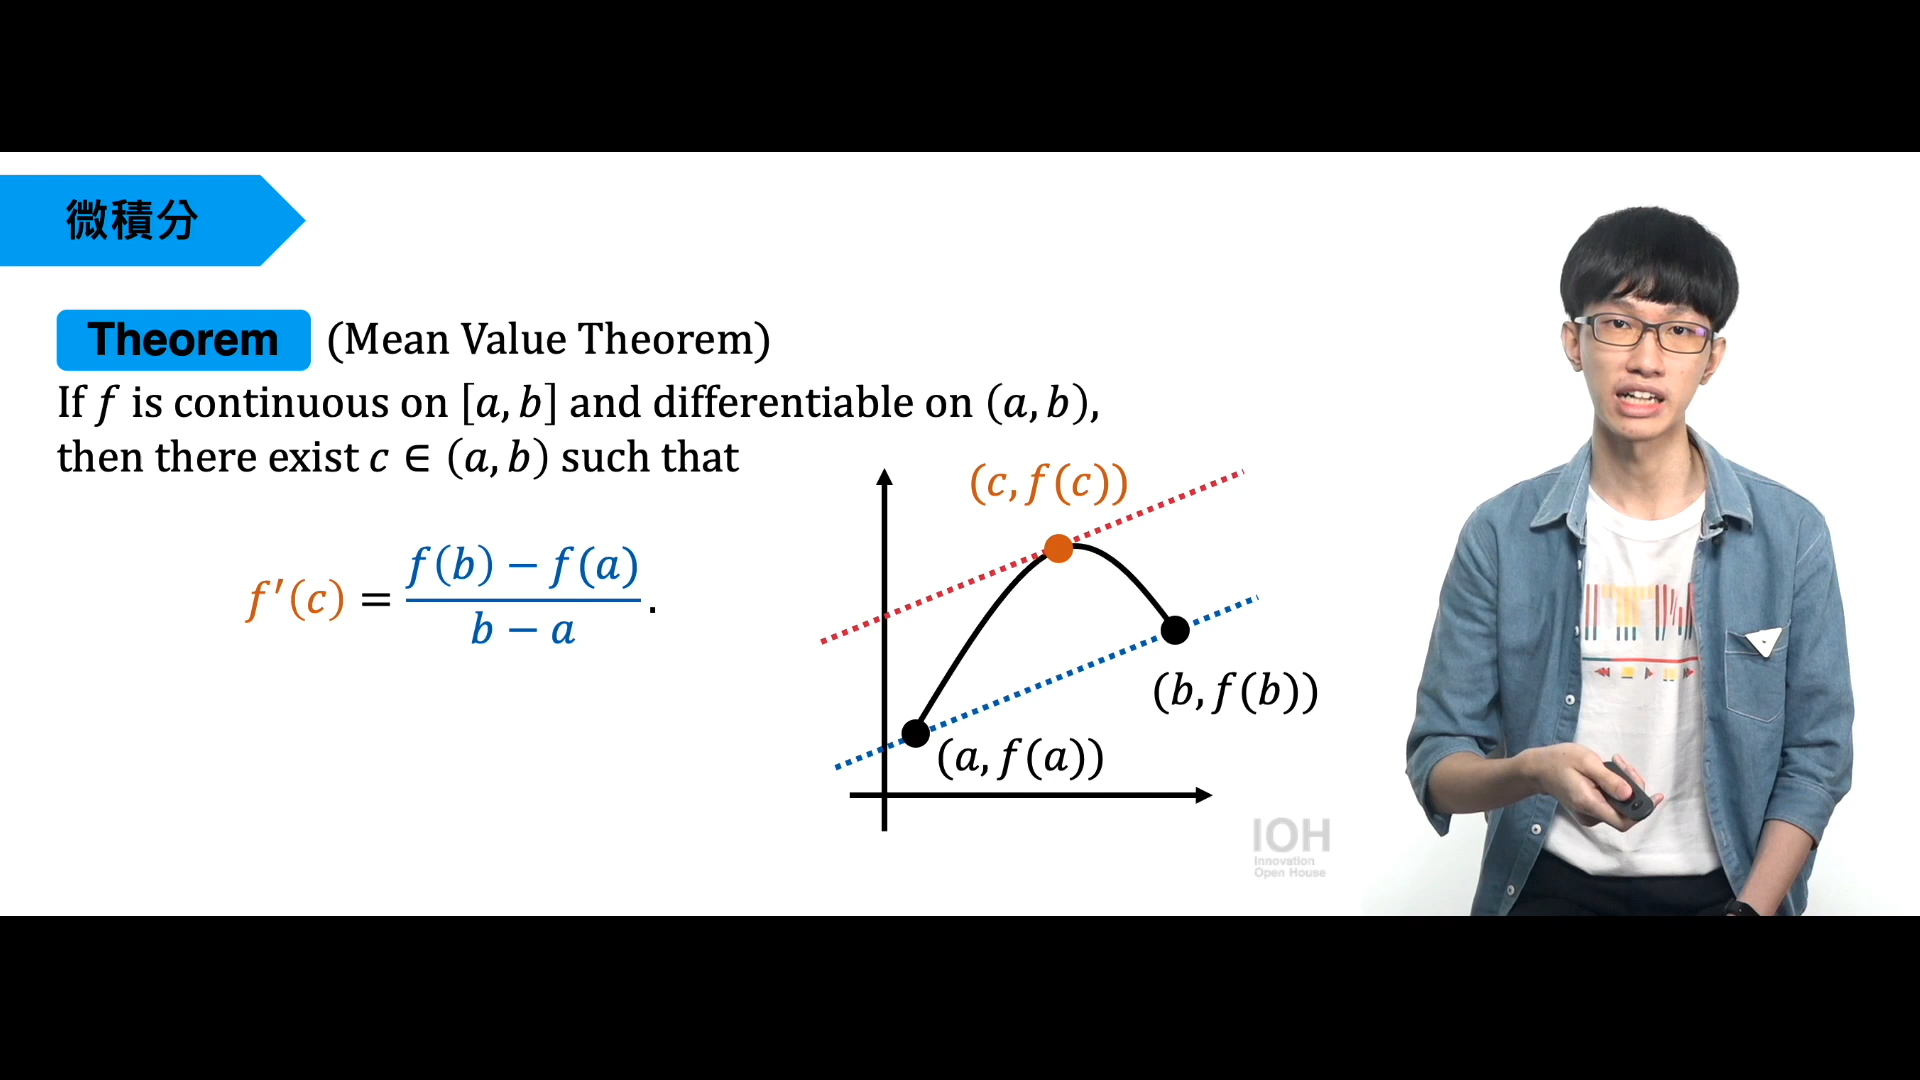 微積分
Theorem (Mean Value Theorem)
If f is continuous on [a, b] and differentiable on (a, b),
then there exist c ∈ (a, b) such that
f′(c) = f(b) − f(a) / b − a .
(c, f(c))
(b, f(b))
(a, f(a))
IOH
Innovation
Open House